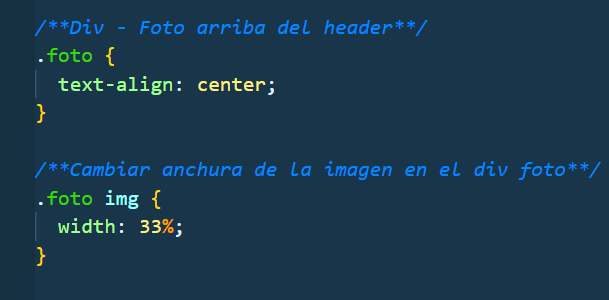 /**Div - Foto arriba del header**/
.foto {
text-align: center;
}
/**Cambiar anchura de la imagen en el div foto**/
.foto img {
width: 33%;
}